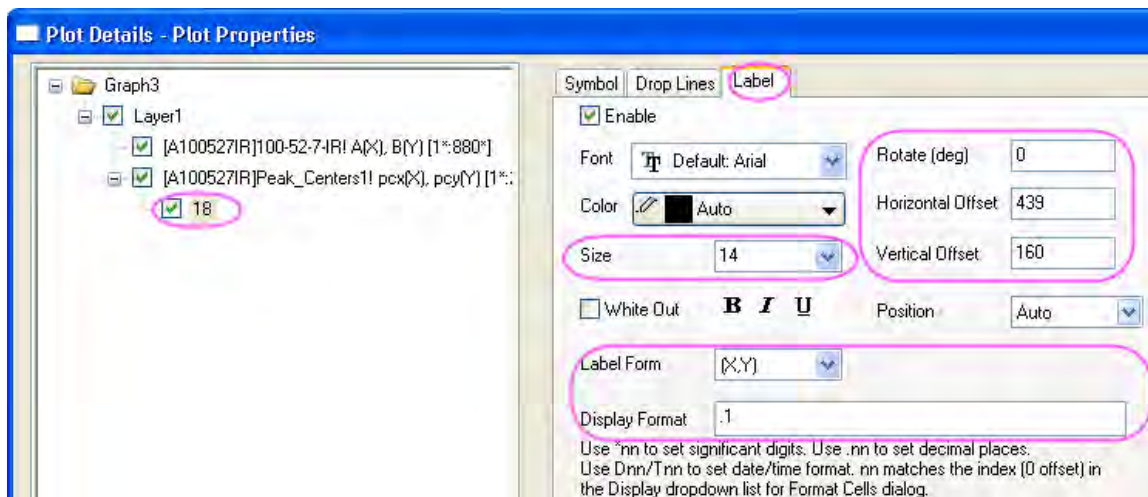 Plot Details - Plot Properties
Graph3
Layer1
[A100527IR]100-52-7-IR! A(X), B(Y) [1*:880*]
[A100527IR]Peak_Centers1! pcx(X), pcy(Y) [1*:
18
Symbol Drop Lines Label
Enable
Font Default: Arial
Color Auto
Size 14
White Out B I U
Rotate (deg) 0
Horizontal Offset 439
Vertical Offset 160
Position Auto
Label Form (X,Y)
Display Format .1
Use *nn to set significant digits. Use .nn to set decimal places.
Use Dnn/Tnn to set date/time format. nn matches the index (0 offset) in
the Display dropdown list for Format Cells dialog.